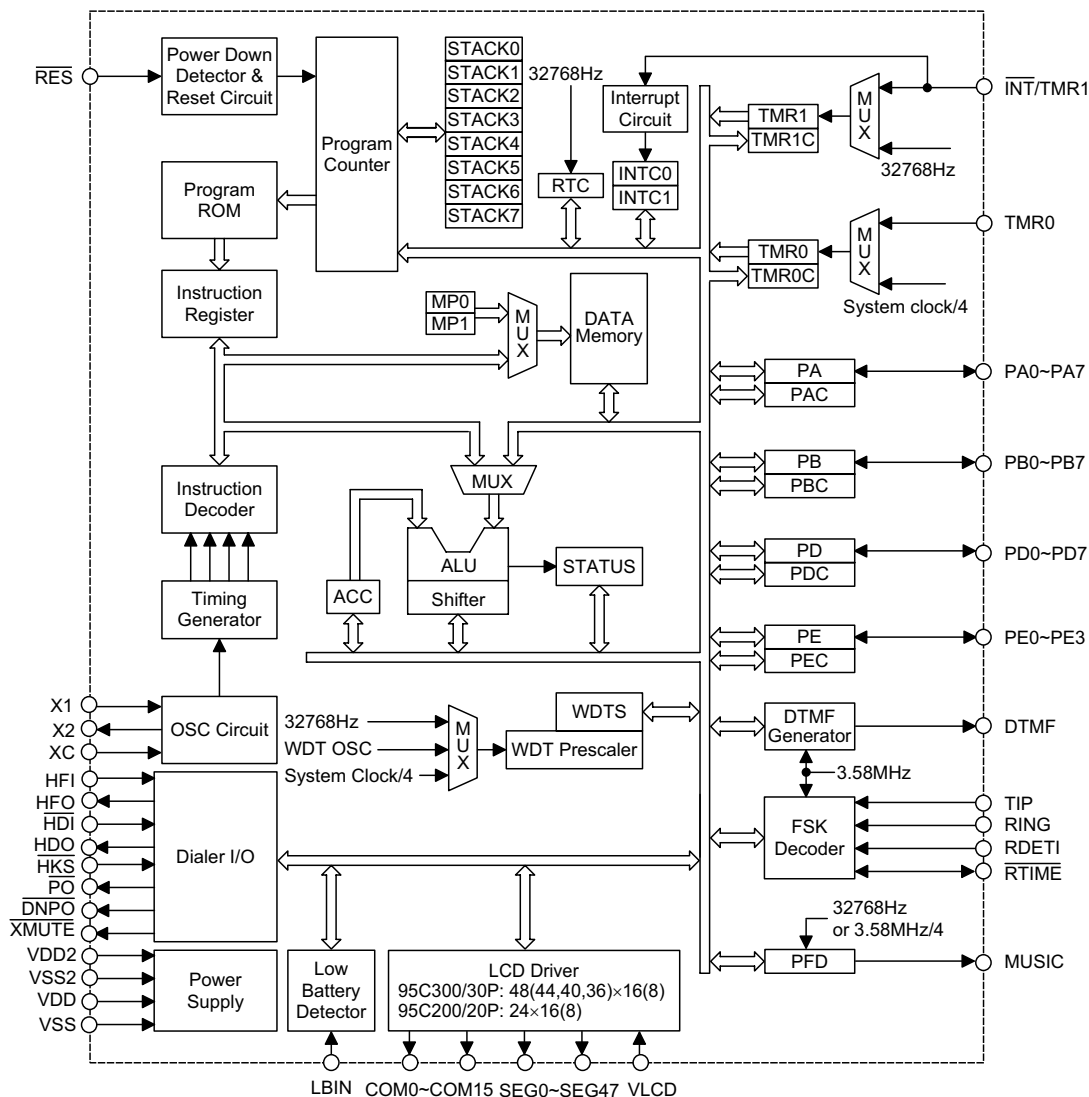 RES
Power Down
Detector &
Reset Circuit
Program
Counter
STACK0
STACK1
STACK2
STACK3
STACK4
STACK5
STACK6
STACK7
32768Hz
RTC
Interrupt
Circuit
INTC0
INTC1
TMR1
TMR1C
MUX
INT/TMR1
32768Hz
Program
ROM
TMR0
TMR0C
MUX
TMR0
System clock/4
Instruction
Register
MP0
MP1
MUX
DATA
Memory
PA
PAC
PA0~PA7
Instruction
Decoder
MUX
PB
PBC
PB0~PB7
ALU
Shifter
STATUS
ACC
PD
PDC
PD0~PD7
Timing
Generator
PE
PEC
PE0~PE3
X1
X2
XC
OSC Circuit
32768Hz
WDT OSC
System Clock/4
MUX
WDTS
WDT Prescaler
DTMF
Generator
DTMF
3.58MHz
HFI
HFO
HDI
HDO
HKS
PO
DNPO
XMUTE
Dialer I/O
FSK
Decoder
TIP
RING
RDETI
RTIME
32768Hz
or 3.58MHz/4
PFD
MUSIC
VDD2
VSS2
VDD
VSS
Power
Supply
Low
Battery
Detector
LCD Driver
95C300/30P: 48(44,40,36)×16(8)
95C200/20P: 24×16(8)
LBIN
COM0~COM15
SEG0~SEG47
VLCD